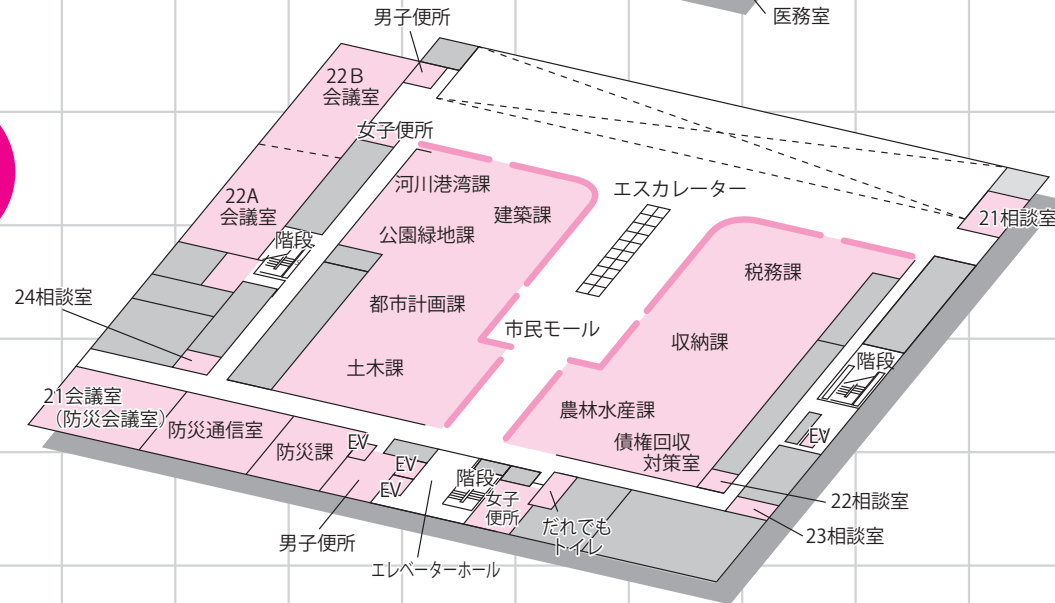 医務室
男子便所
22B
会議室
女子便所
22A
会議室
階段
河川港湾課
建築課
公園緑地課
エスカレーター
21相談室
税務課
24相談室
都市計画課
市民モール
収納課
土木課
階段
21会議室
（防災会議室）
防災通信室
防災課
農林水産課
債権回収
対策室
EV
EV
EV
EV
階段
女子
便所
22相談室
だれでも
トイレ
23相談室
男子便所
エレベーターホール